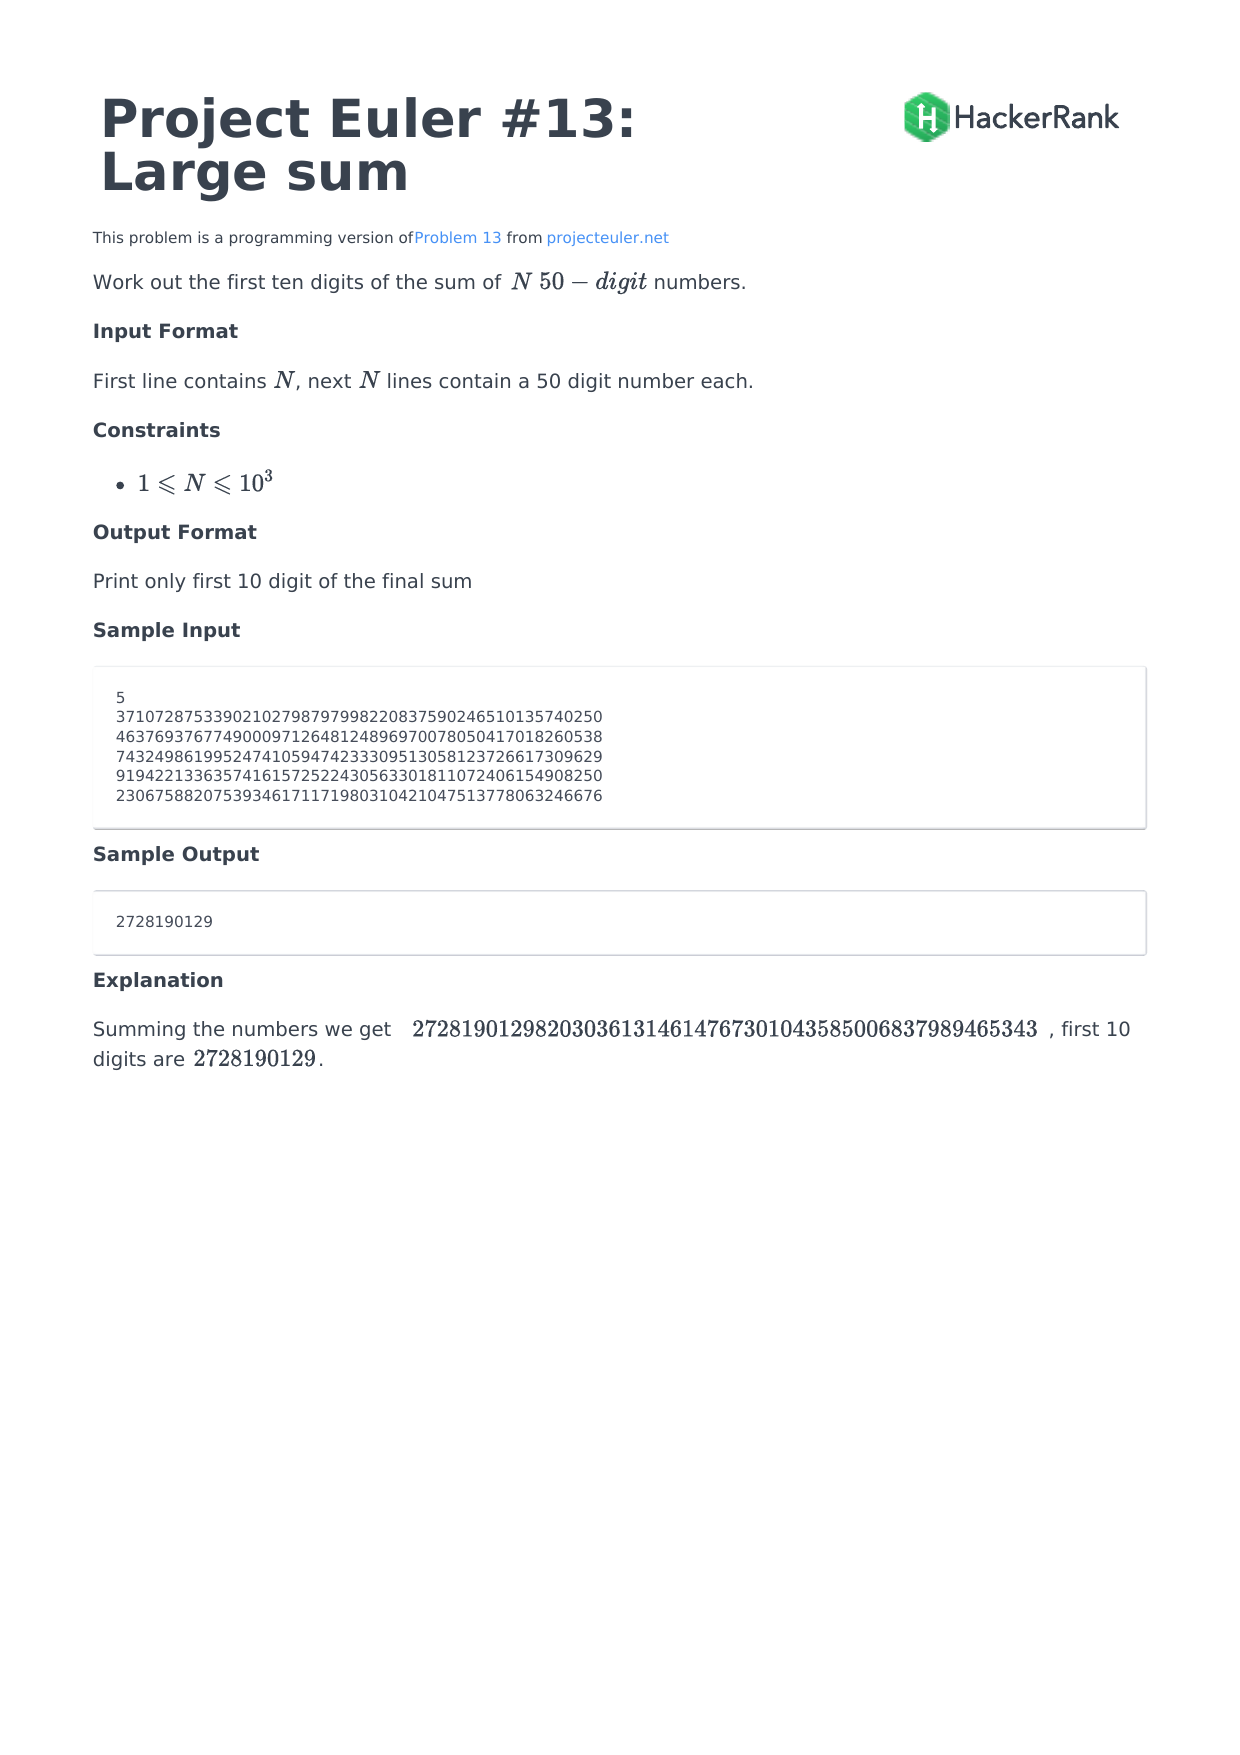 Project Euler #13:
Large sum
HackerRank
This problem is a programming version ofProblem 13 from projecteuler.net
Work out the first ten digits of the sum of N 50 − digit numbers.
Input Format
First line contains N, next N lines contain a 50 digit number each.
Constraints
• 1 ⩽ N ⩽ 10³
Output Format
Print only first 10 digit of the final sum
Sample Input
5
37107287533902102798797998220837590246510135740250
46376937677490009712648124896970078050417018260538
74324986199524741059474233309513058123726617309629
91942213363574161572522430563301811072406154908250
23067588207539346171171980310421047513778063246676
Sample Output
2728190129
Explanation
Summing the numbers we get 272819012982030361314614767301043585006837989465343 , first 10
digits are 2728190129.